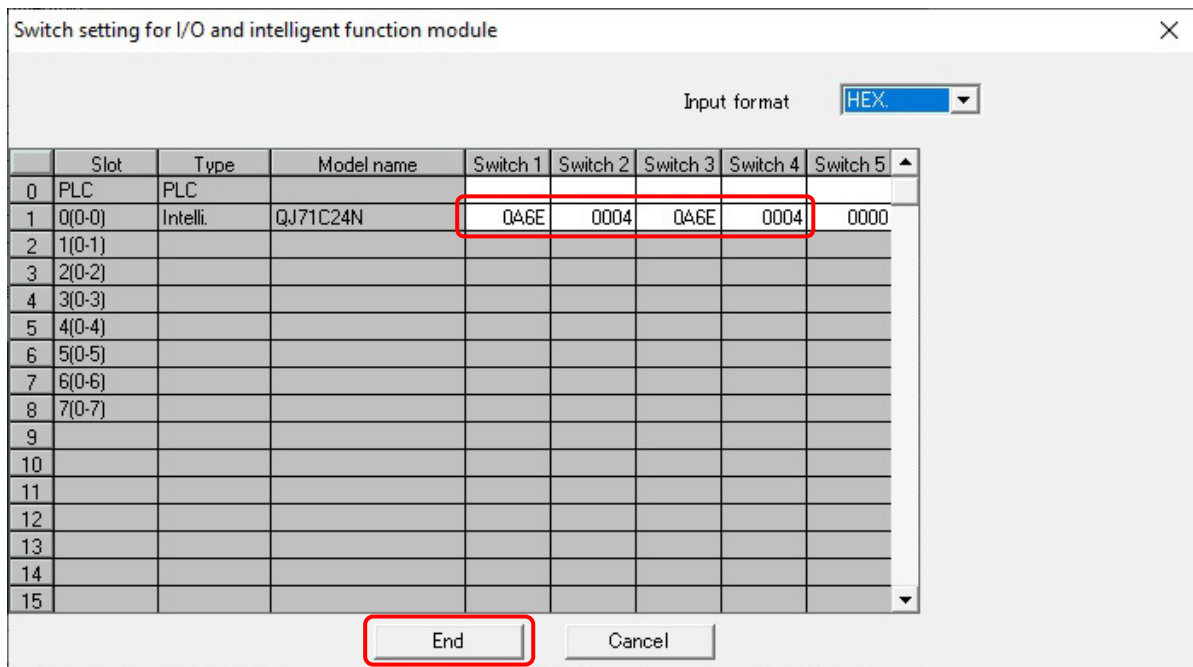 Switch setting for I/O and intelligent function module
Input format HEX.
Slot Type Model name Switch 1 Switch 2 Switch 3 Switch 4 Switch 5
0 PLC PLC
1 0(0-0) Intelli. QJ71C24N 0A6E 0004 0A6E 0004 0000
2 1(0-1)
3 2(0-2)
4 3(0-3)
5 4(0-4)
6 5(0-5)
7 6(0-6)
8 7(0-7)
9
10
11
12
13
14
15
End Cancel